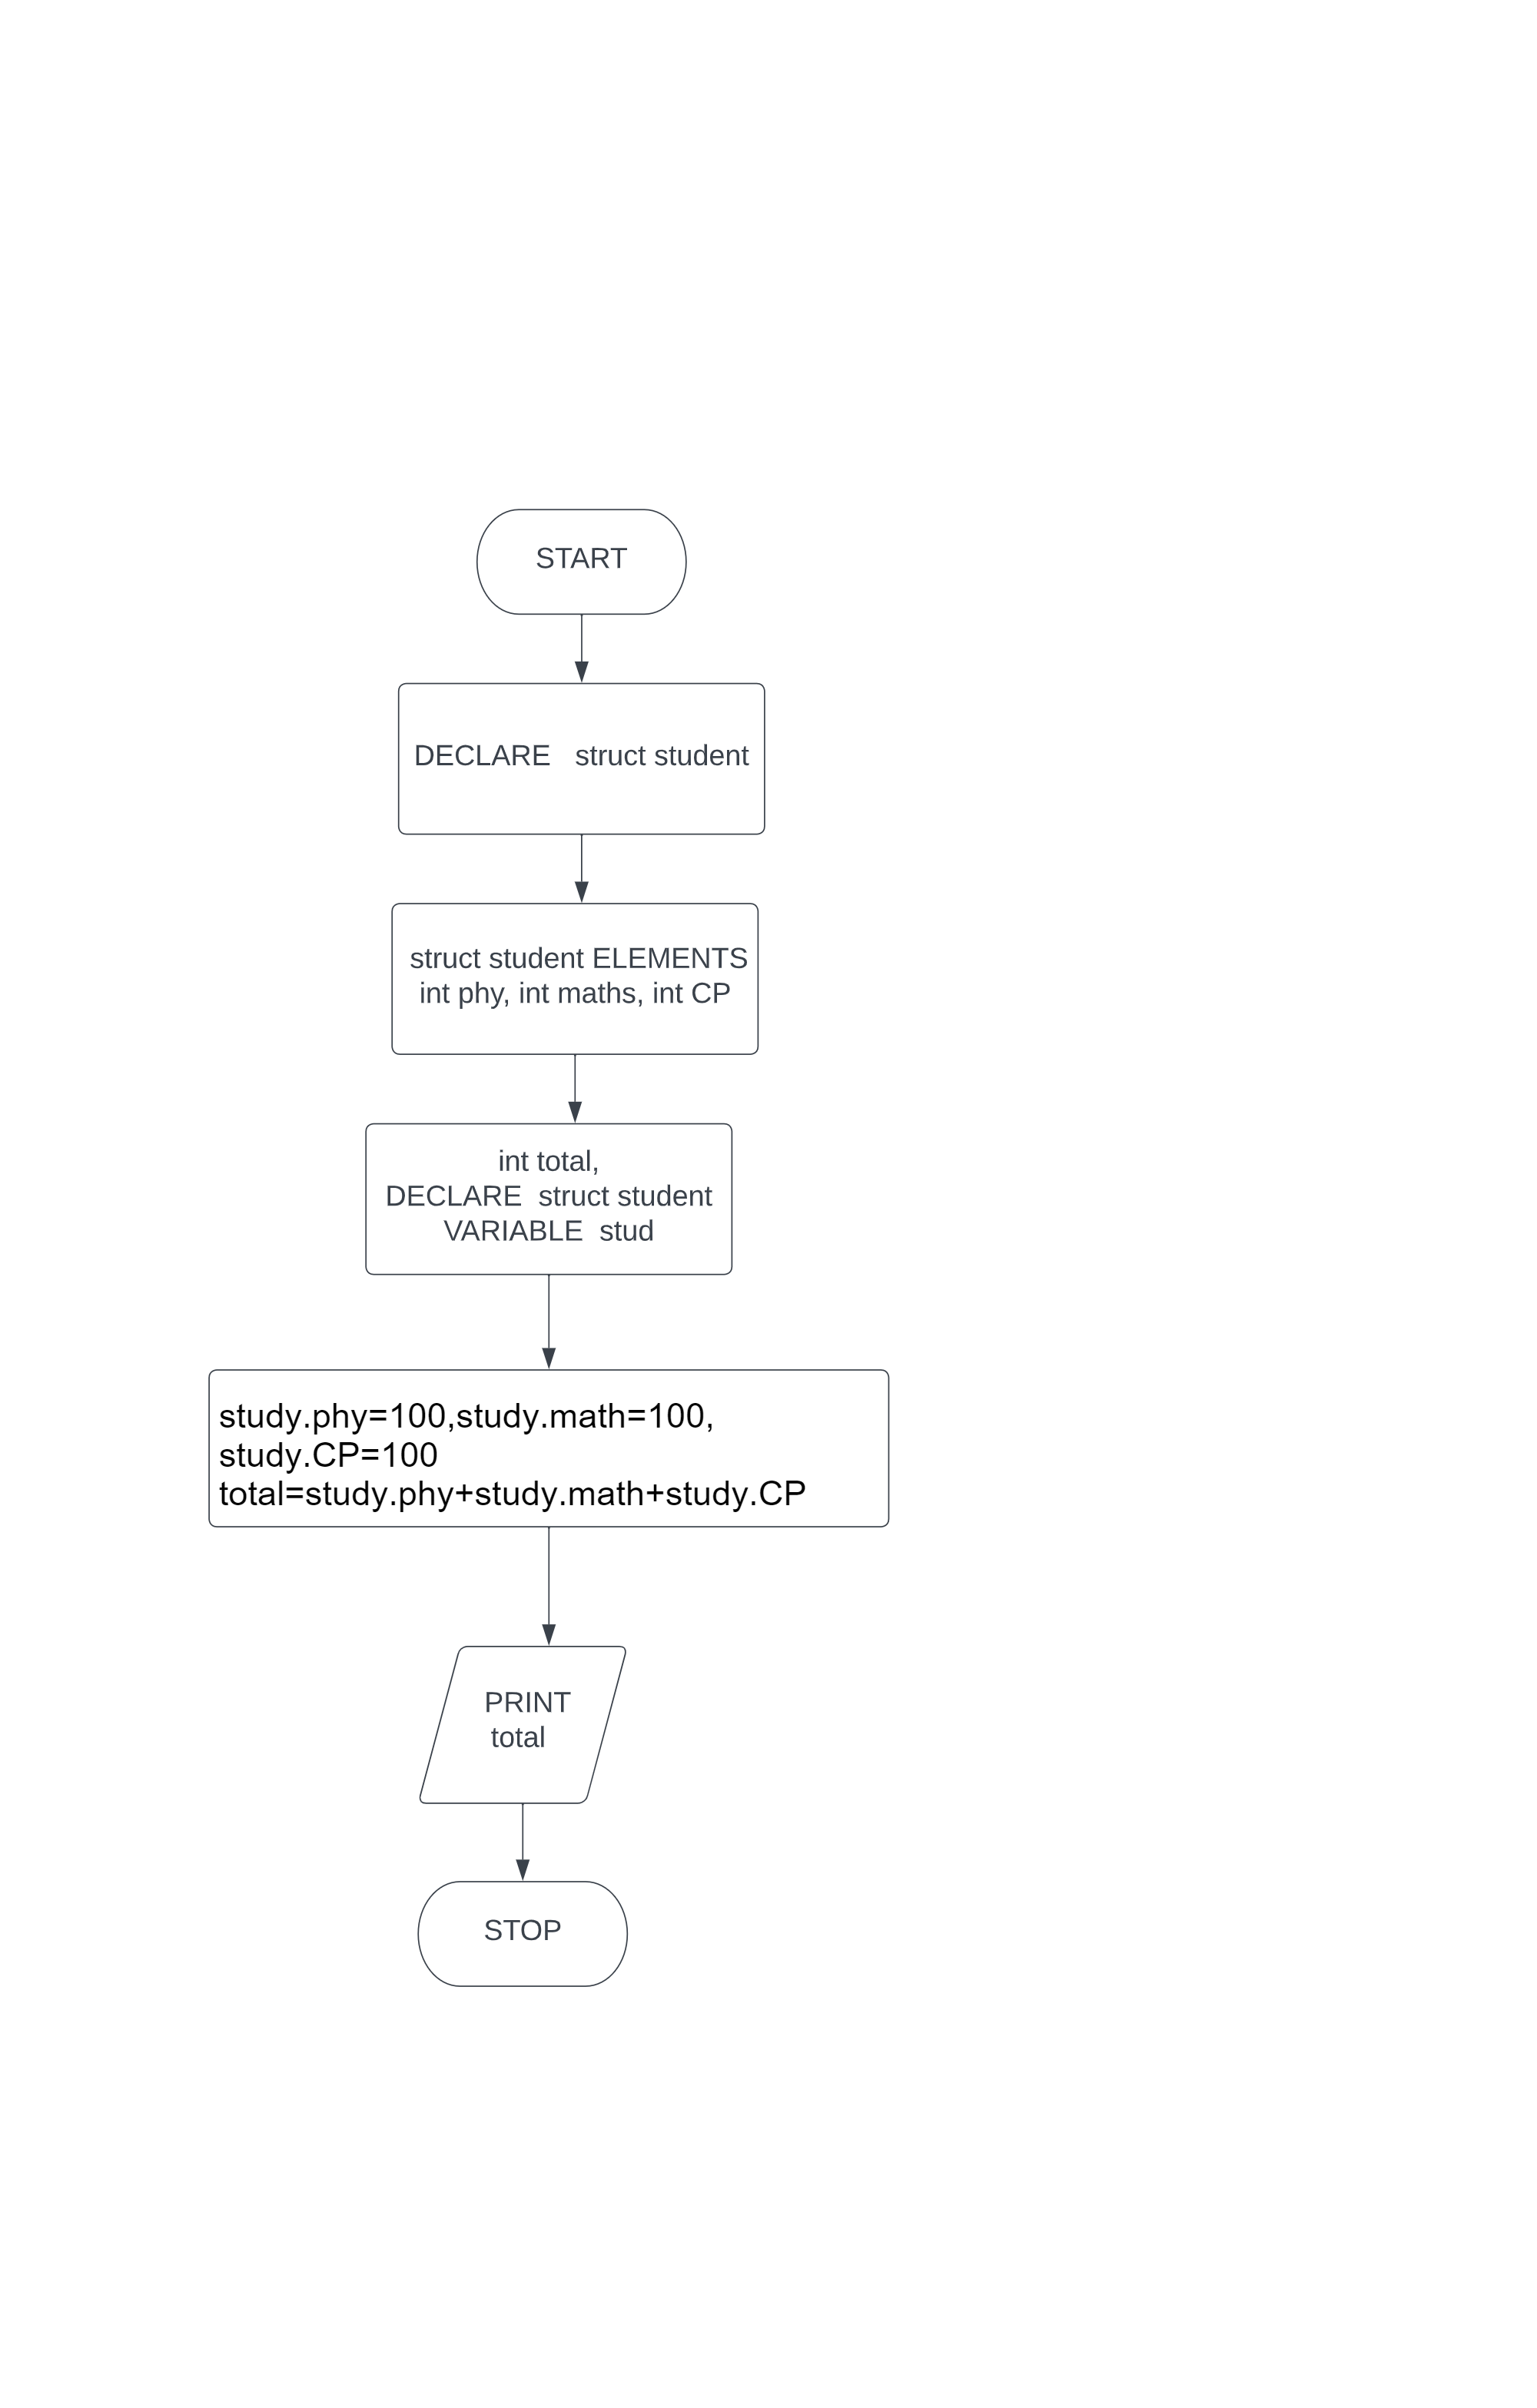 START
DECLARE   struct student
struct student ELEMENTS
int phy, int maths, int CP
int total,
DECLARE  struct student
VARIABLE  stud
study.phy=100,study.math=100,
study.CP=100
total=study.phy+study.math+study.CP
PRINT
total
STOP